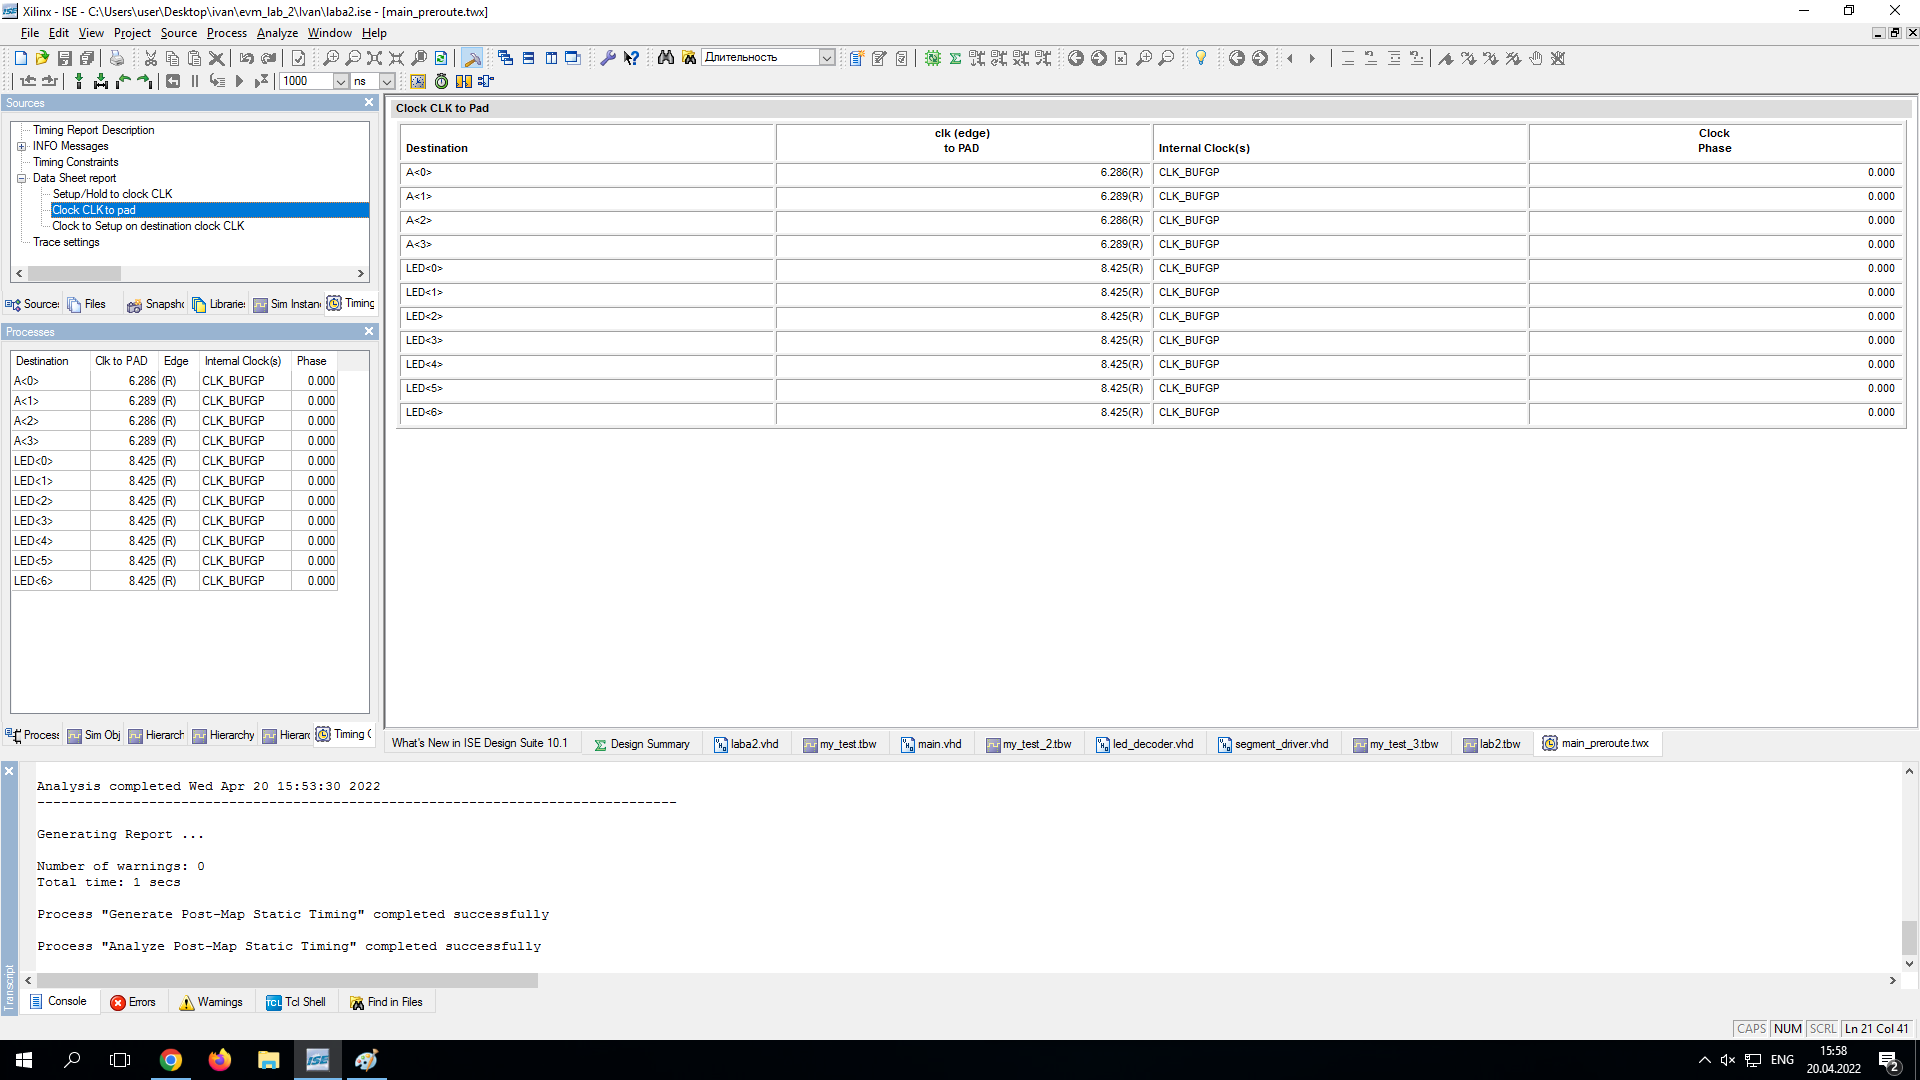 Xilinx - ISE - C:\Users\user\Desktop\ivan\evm_lab_2\Ivan\laba2.ise - [main_preroute.twx]
File Edit View Project Source Process Analyze Window Help
Длительность
1000 ns
Sources
Timing Report Description
INFO Messages
Timing Constraints
Data Sheet report
Setup/Hold to clock CLK
Clock CLK to pad
Clock to Setup on destination clock CLK
Trace settings
Source: Files Snapsh Librarie: Sim Instan Timing
Processes
Destination Clk to PAD Edge Internal Clock(s) Phase
A<0> 6.286 (R) CLK_BUFGP 0.000
A<1> 6.289 (R) CLK_BUFGP 0.000
A<2> 6.286 (R) CLK_BUFGP 0.000
A<3> 6.289 (R) CLK_BUFGP 0.000
LED<0> 8.425 (R) CLK_BUFGP 0.000
LED<1> 8.425 (R) CLK_BUFGP 0.000
LED<2> 8.425 (R) CLK_BUFGP 0.000
LED<3> 8.425 (R) CLK_BUFGP 0.000
LED<4> 8.425 (R) CLK_BUFGP 0.000
LED<5> 8.425 (R) CLK_BUFGP 0.000
LED<6> 8.425 (R) CLK_BUFGP 0.000
Process Sim Obj Hierarch Hierarchy Hierar Timing
Clock CLK to Pad
Destination clk (edge) to PAD Internal Clock(s) Clock Phase
A<0> 6.286(R) CLK_BUFGP 0.000
A<1> 6.289(R) CLK_BUFGP 0.000
A<2> 6.286(R) CLK_BUFGP 0.000
A<3> 6.289(R) CLK_BUFGP 0.000
LED<0> 8.425(R) CLK_BUFGP 0.000
LED<1> 8.425(R) CLK_BUFGP 0.000
LED<2> 8.425(R) CLK_BUFGP 0.000
LED<3> 8.425(R) CLK_BUFGP 0.000
LED<4> 8.425(R) CLK_BUFGP 0.000
LED<5> 8.425(R) CLK_BUFGP 0.000
LED<6> 8.425(R) CLK_BUFGP 0.000
What's New in ISE Design Suite 10.1 Design Summary laba2.vhd my_test.tbw main.vhd my_test_2.tbw led_decoder.vhd segment_driver.vhd my_test_3.tbw lab2.tbw main_preroute.twx
Analysis completed Wed Apr 20 15:53:30 2022
--------------------------------------------------------------------------------
Generating Report ...
Number of warnings: 0
Total time: 1 secs
Process "Generate Post-Map Static Timing" completed successfully
Process "Analyze Post-Map Static Timing" completed successfully
Transcript
Console Errors Warnings Tcl Shell Find in Files
CAPS NUM SCRL Ln 21 Col 41
ISE
ENG
15:58
20.04.2022
2